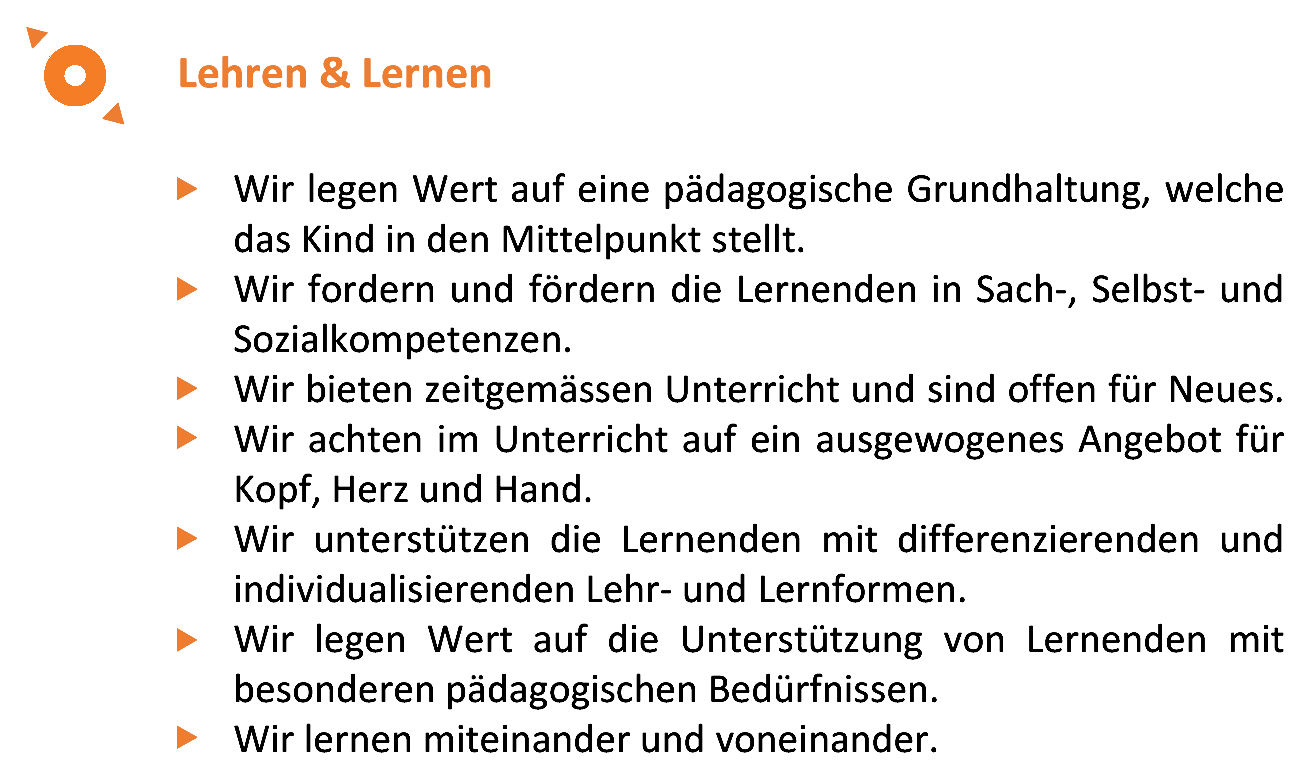 Lehren & Lernen
Wir legen Wert auf eine pädagogische Grundhaltung, welche
das Kind in den Mittelpunkt stellt.
Wir fordern und fördern die Lernenden in Sach-, Selbst- und
Sozialkompetenzen.
Wir bieten zeitgemässen Unterricht und sind offen für Neues.
Wir achten im Unterricht auf ein ausgewogenes Angebot für
Kopf, Herz und Hand.
Wir unterstützen die Lernenden mit differenzierenden und
individualisierenden Lehr- und Lernformen.
Wir legen Wert auf die Unterstützung von Lernenden mit
besonderen pädagogischen Bedürfnissen.
Wir lernen miteinander und voneinander.